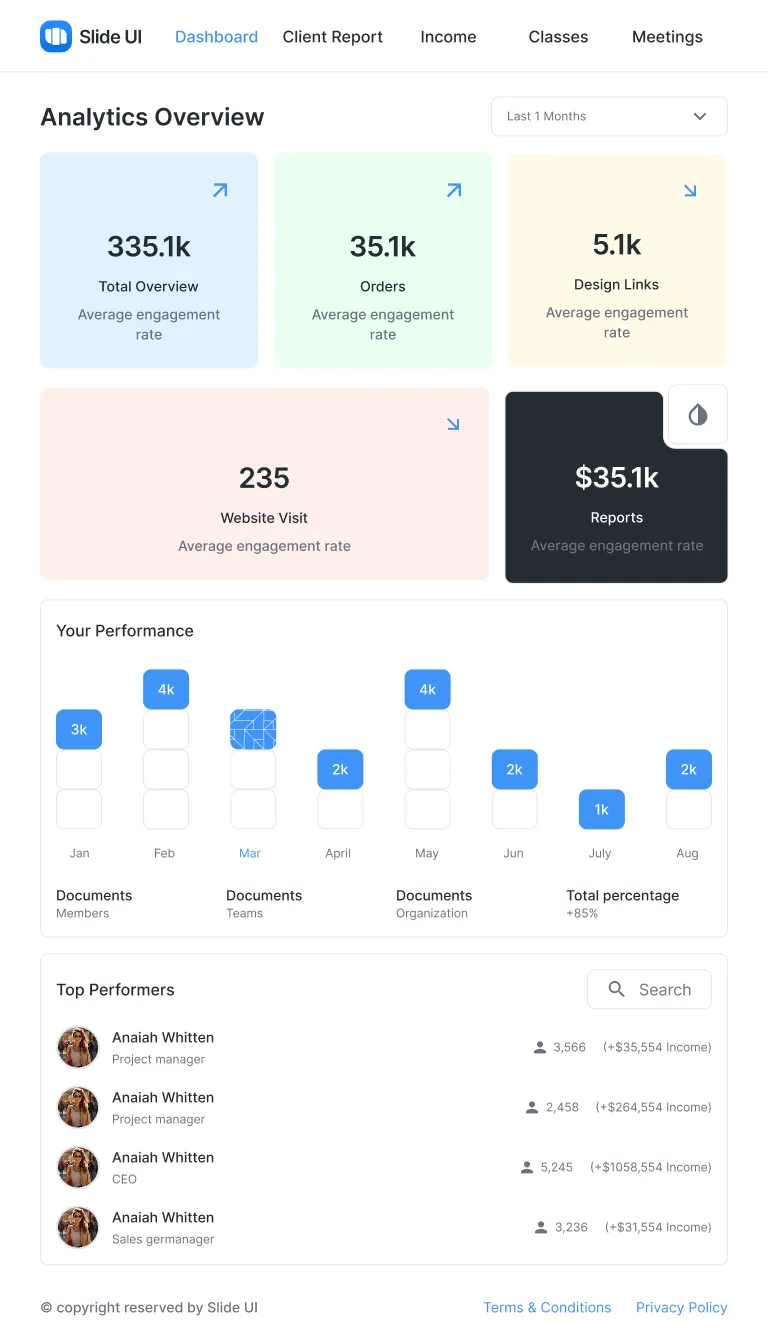 Slide UI
Dashboard
Client Report
Income
Classes
Meetings
Analytics Overview
Last 1 Months
335.1k
Total Overview
Average engagement
rate
35.1k
Orders
Average engagement
rate
5.1k
Design Links
Average engagement
rate
235
Website Visit
Average engagement rate
$35.1k
Reports
Average engagement rate
Your Performance
3k
4k
2k
4k
2k
1k
2k
Jan
Feb
Mar
April
May
Jun
July
Aug
Documents
Members
Documents
Teams
Documents
Organization
Total percentage
+85%
Top Performers
Search
Anaiah Whitten
Project manager
3,566 (+$35,554 Income)
Anaiah Whitten
Project manager
2,458 (+$264,554 Income)
Anaiah Whitten
CEO
5,245 (+$1058,554 Income)
Anaiah Whitten
Sales germanager
3,236 (+$31,554 Income)
© copyright reserved by Slide UI
Terms & Conditions
Privacy Policy